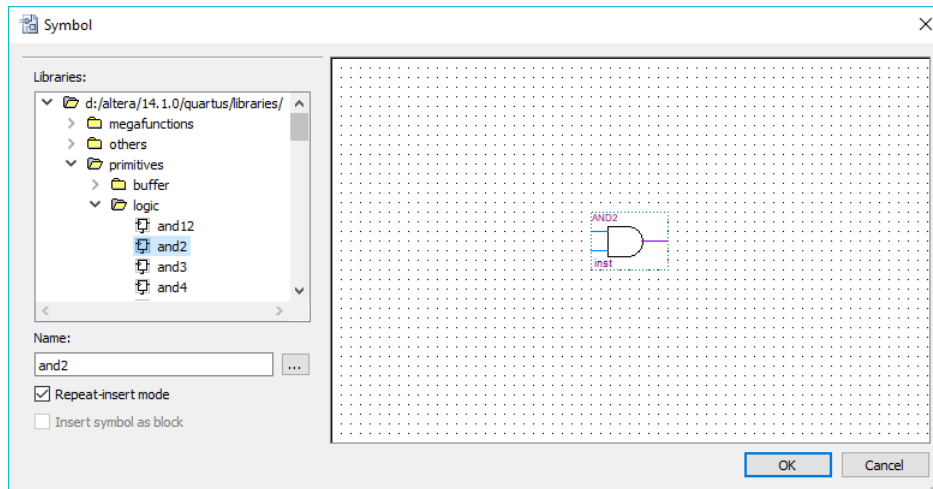 Symbol
Libraries:
d:/altera/14.1.0/quartus/libraries/
megafunctions
others
primitives
buffer
logic
and12
and2
and3
and4
Name:
and2
...
Repeat-insert mode
Insert symbol as block
AND2
inst
OK
Cancel